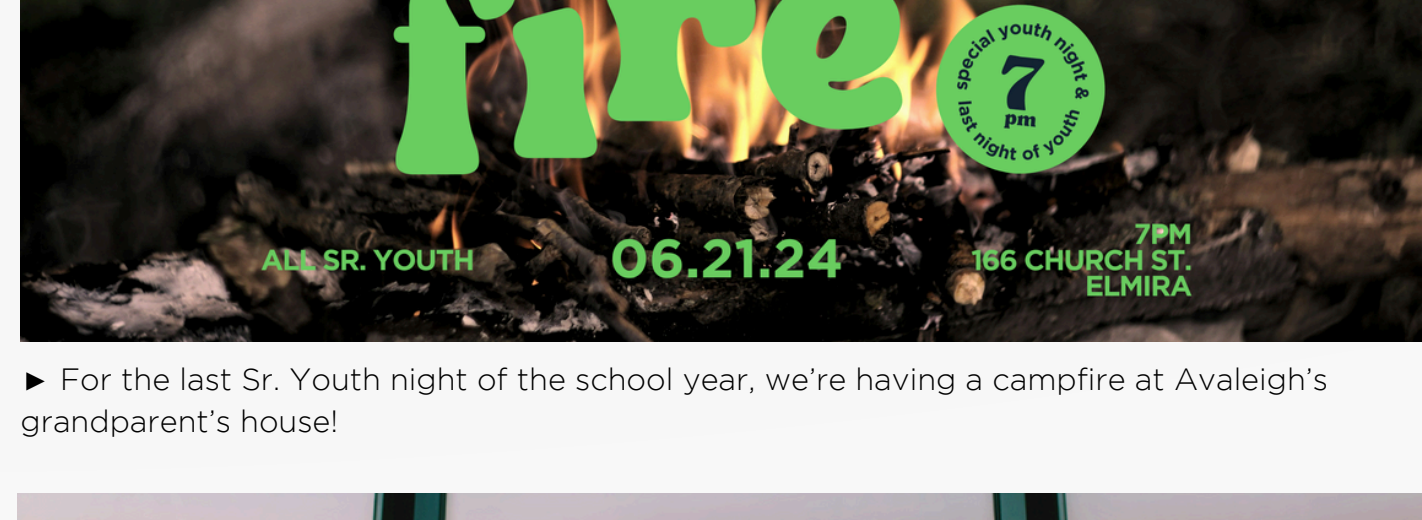 fire
special youth night &
7
pm
last night of youth
ALL SR. YOUTH
06.21.24
7PM
166 CHURCH ST.
ELMIRA
► For the last Sr. Youth night of the school year, we’re having a campfire at Avaleigh’s
grandparent’s house!